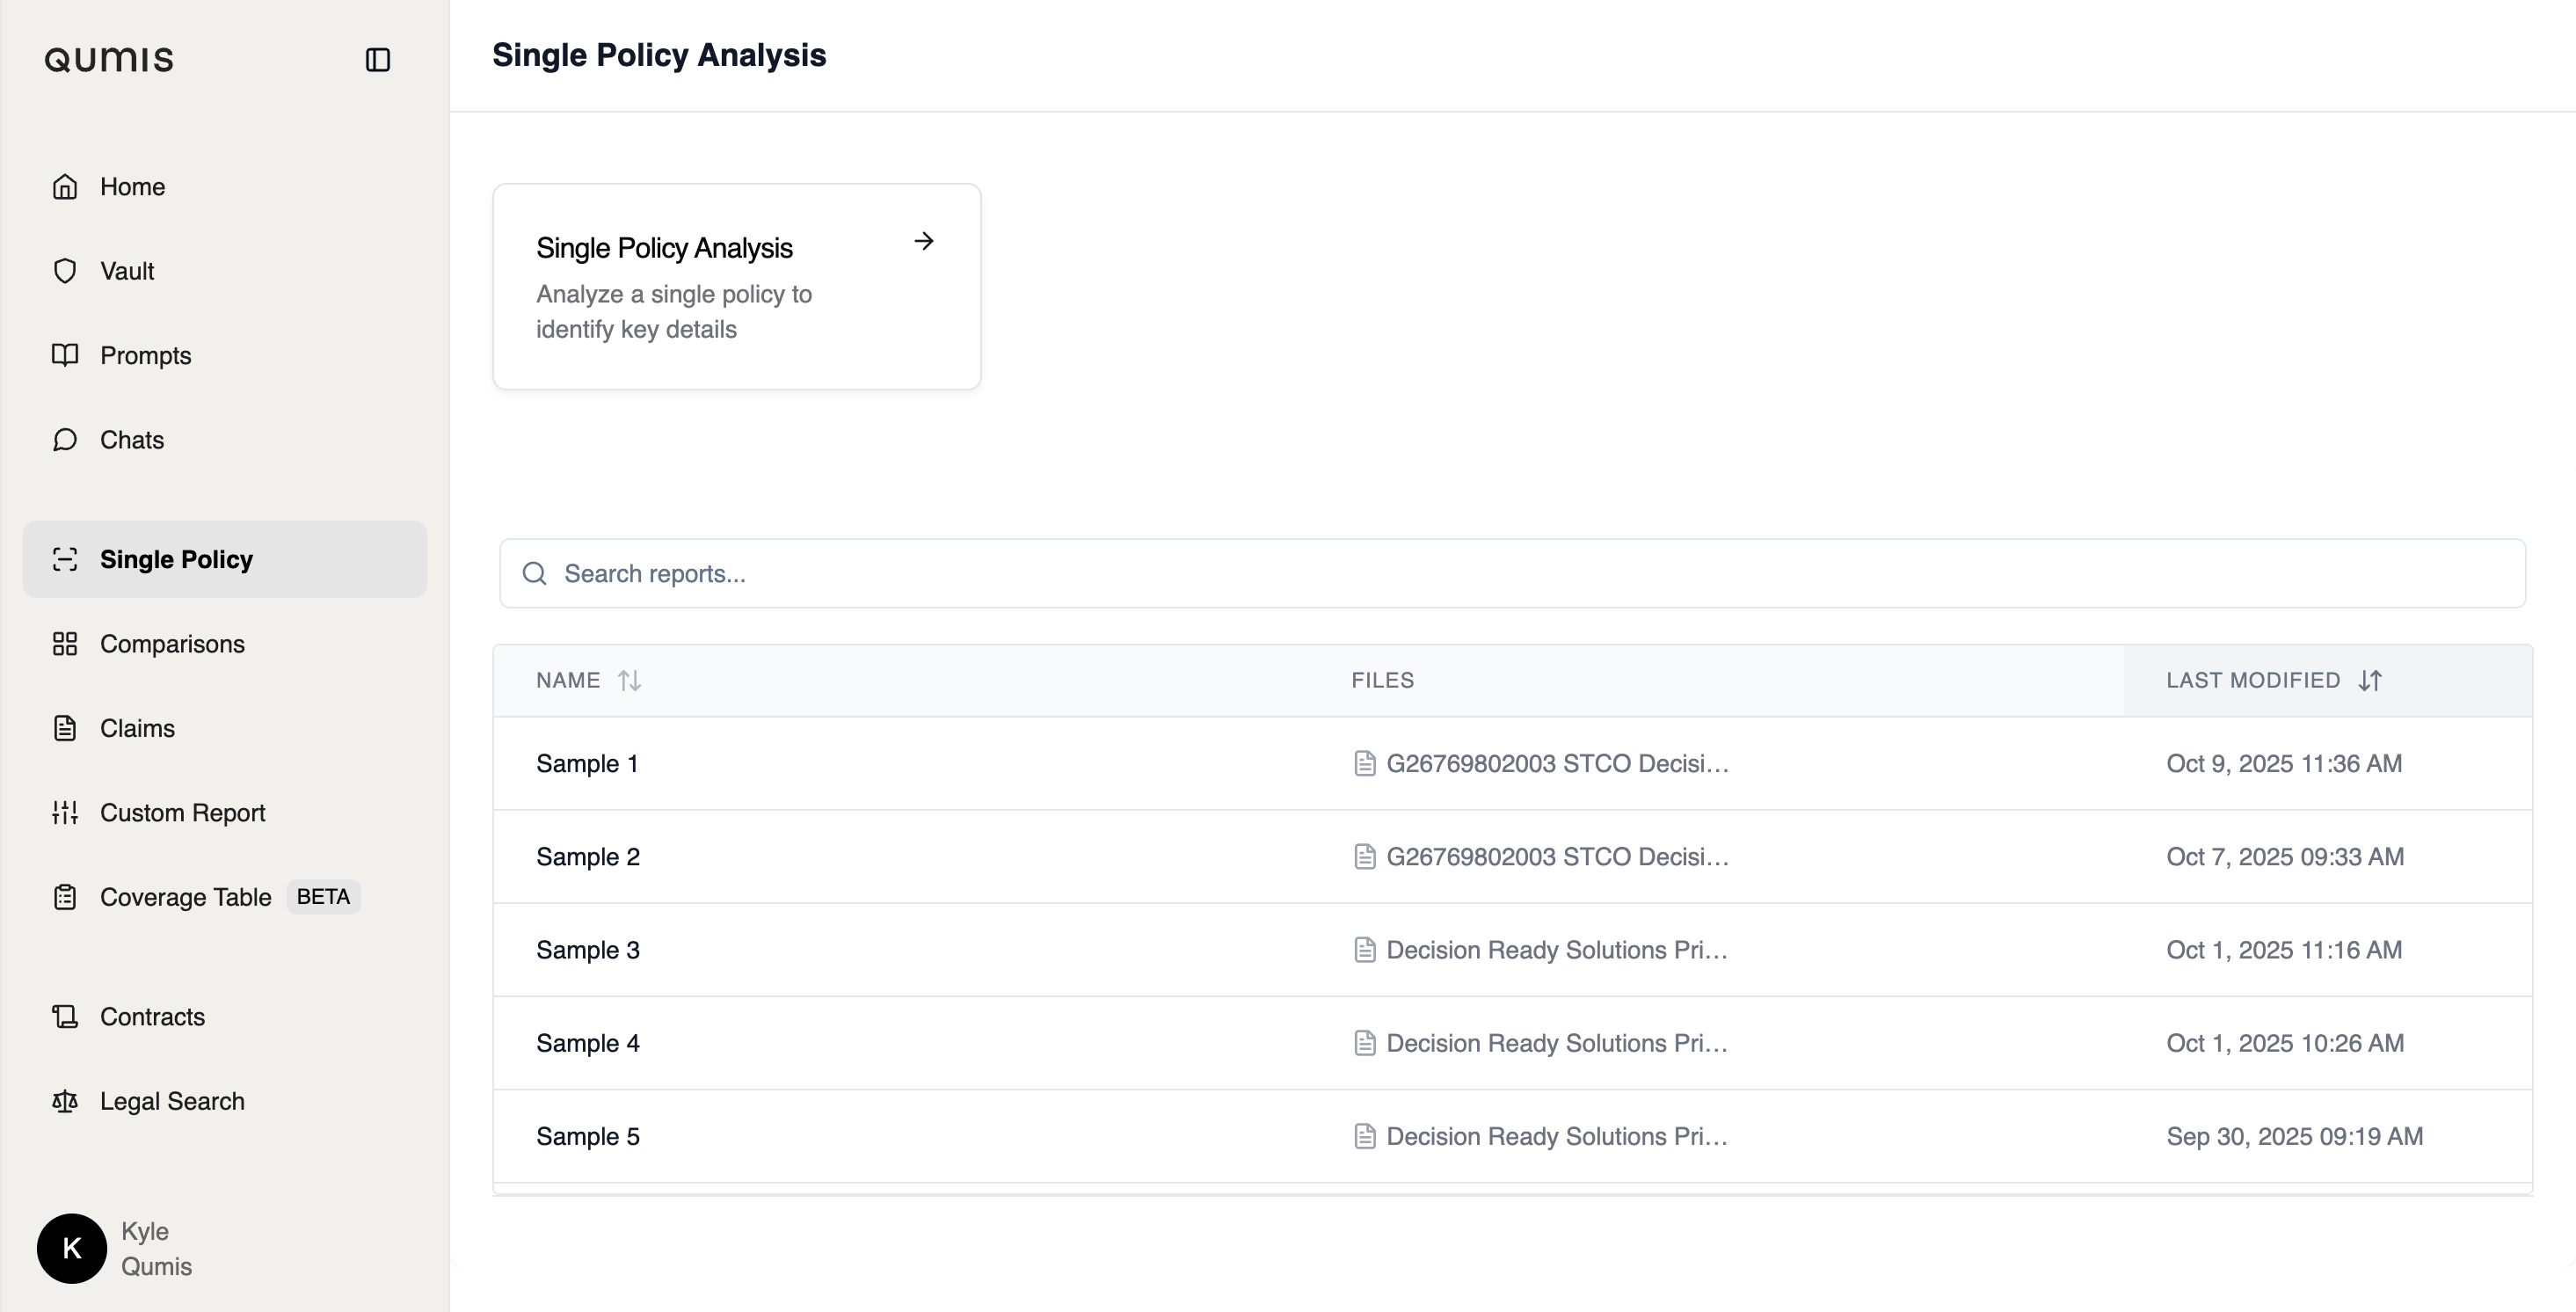 QUMIS
Home
Vault
Prompts
Chats
Single Policy
Comparisons
Claims
Custom Report
Coverage Table BETA
Contracts
Legal Search
K
Kyle
Qumis
Single Policy Analysis
Single Policy Analysis
Analyze a single policy to
identify key details
Search reports...
NAME FILES LAST MODIFIED
Sample 1 G26769802003 STCO Decisi... Oct 9, 2025 11:36 AM
Sample 2 G26769802003 STCO Decisi... Oct 7, 2025 09:33 AM
Sample 3 Decision Ready Solutions Pri... Oct 1, 2025 11:16 AM
Sample 4 Decision Ready Solutions Pri... Oct 1, 2025 10:26 AM
Sample 5 Decision Ready Solutions Pri... Sep 30, 2025 09:19 AM